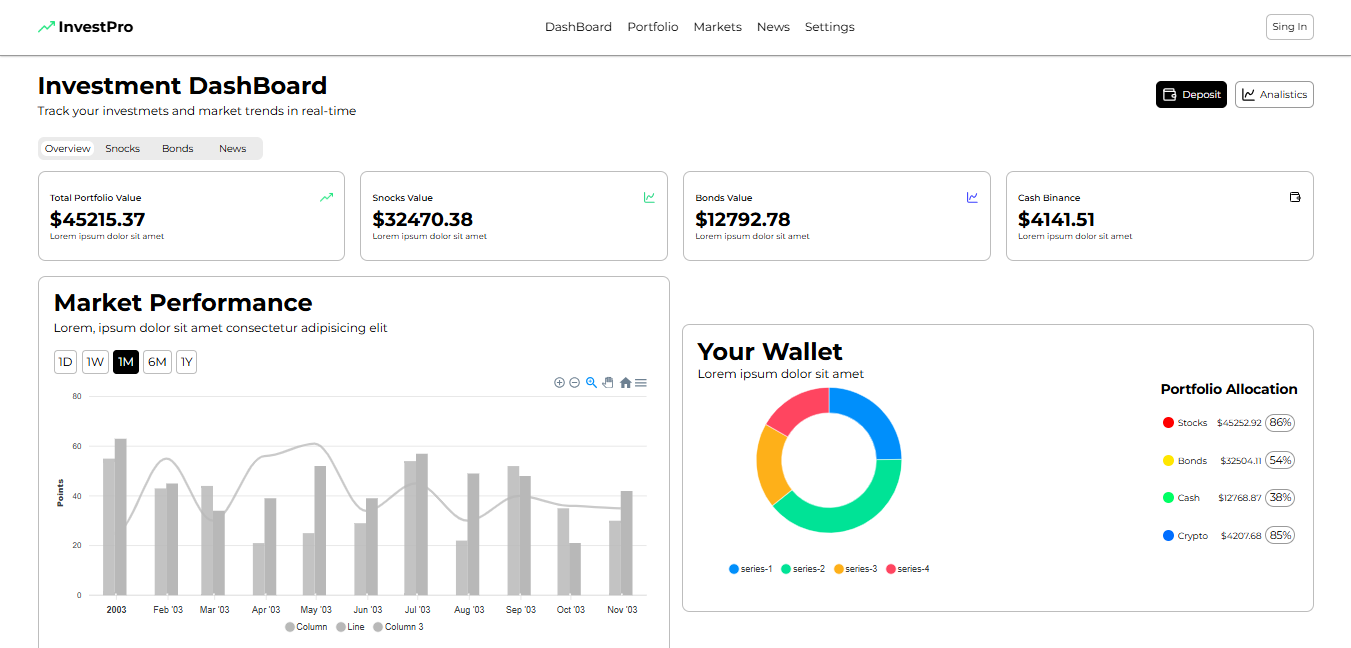 InvestPro
DashBoard Portfolio Markets News Settings
Sing In
Investment DashBoard
Track your investmets and market trends in real-time
Deposit
Analistics
Overview Snocks Bonds News
Total Portfolio Value
$45215.37
Lorem ipsum dolor sit amet
Snocks Value
$32470.38
Lorem ipsum dolor sit amet
Bonds Value
$12792.78
Lorem ipsum dolor sit amet
Cash Binance
$4141.51
Lorem ipsum dolor sit amet
Market Performance
Lorem, ipsum dolor sit amet consectetur adipisicing elit
1D 1W 1M 6M 1Y
80
60
40
20
0
Points
2003 Feb '03 Mar '03 Apr '03 May '03 Jun '03 Jul '03 Aug '03 Sep '03 Oct '03 Nov '03
Column Line Column 3
Your Wallet
Lorem ipsum dolor sit amet
series-1 series-2 series-3 series-4
Portfolio Allocation
Stocks $45252.92 86%
Bonds $32504.11 54%
Cash $12768.87 38%
Crypto $4207.68 85%